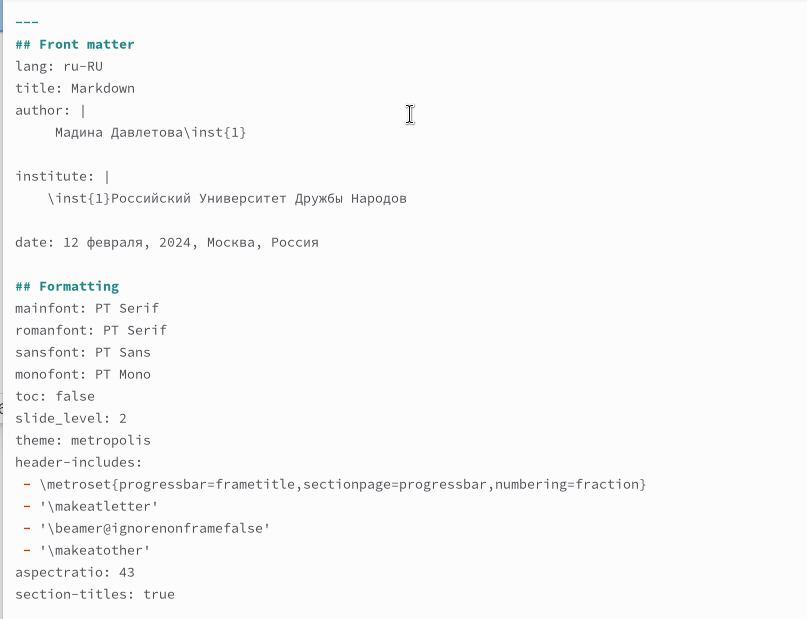 ---
## Front matter
lang: ru-RU
title: Markdown
author: |
Мадина Давлетова\inst{1}
institute: |
\inst{1}Российский Университет Дружбы Народов
date: 12 февраля, 2024, Москва, Россия
## Formatting
mainfont: PT Serif
romanfont: PT Serif
sansfont: PT Sans
monofont: PT Mono
toc: false
slide_level: 2
theme: metropolis
header-includes:
- \metroset{progressbar=frametitle,sectionpage=progressbar,numbering=fraction}
- '\makeatletter'
- '\beamer@ignorenonframefalse'
- '\makeatother'
aspectratio: 43
section-titles: true